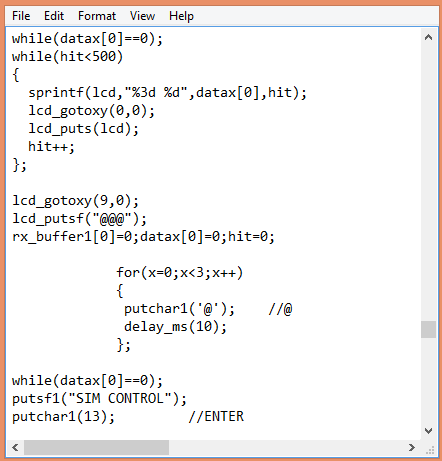 File Edit Format View Help
while(datax[0]==0);
while(hit<500)
{
  sprintf(lcd,"%3d %d",datax[0],hit);
  lcd_gotoxy(0,0);
  lcd_puts(lcd);
  hit++;
};

lcd_gotoxy(9,0);
lcd_putsf("@@@");
rx_buffer1[0]=0;datax[0]=0;hit=0;

             for(x=0;x<3;x++)
             {
              putchar1('@');    //@
              delay_ms(10);
             };

while(datax[0]==0);
putsf1("SIM CONTROL");
putchar1(13);         //ENTER